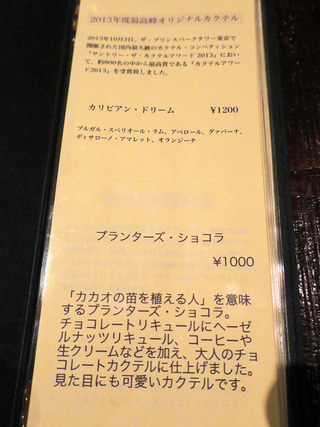 2013年度最高峰オリジナルカクテル
2013年10月3日、ザ・プリンスパークタワー東京で
開催された国内最大級のカクテル・コンペティション
『サントリー・ザ・カクテルアワード 2013』におい
て、約800名の中から最高賞である『カクテルアワー
ド2013』を受賞致しました。
カリビアン・ドリーム ¥1200
ブルガル・スペリオール・ラム、アペロール、グァバーナ、
ディサローノ・アマレット、オランジーナ
プランターズ・ショコラ
¥1000
「カカオの苗を植える人」を意味
するプランターズ・ショコラ。
チョコレートリキュールにヘーゼ
ルナッツリキュール、コーヒーや
生クリームなどを加え、大人のチョ
コレートカクテルに仕上げました。
見た目にも可愛いカクテルです。